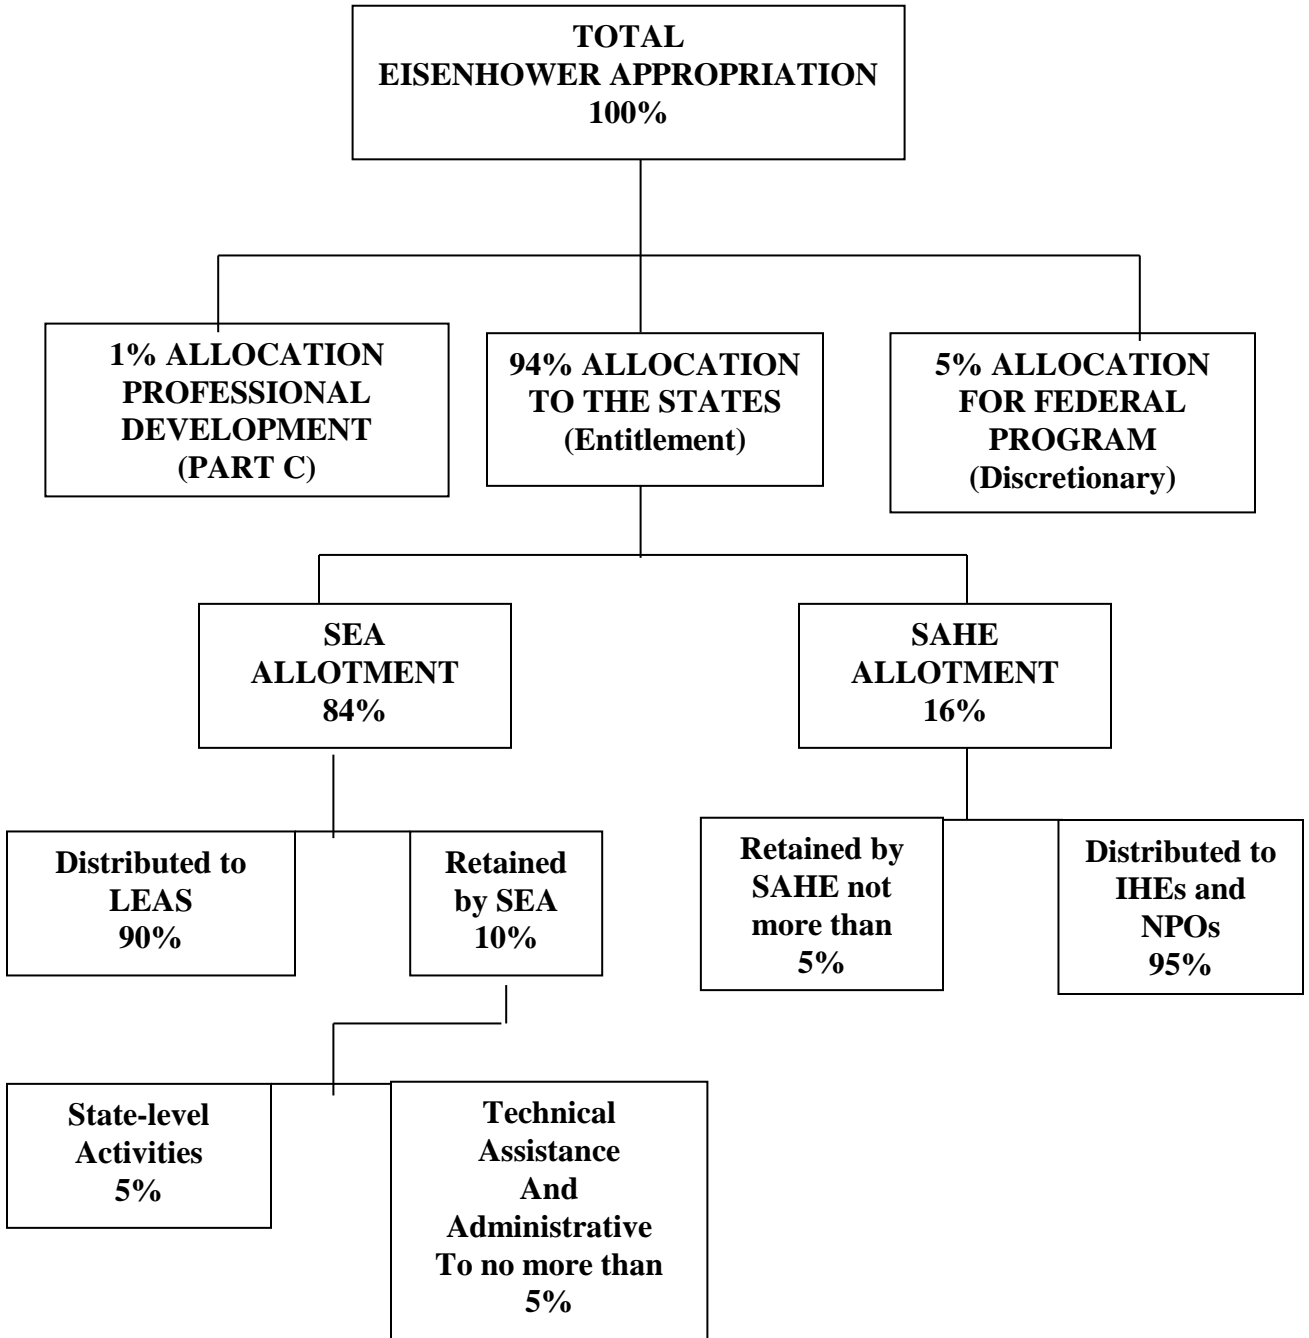 TOTAL
EISENHOWER APPROPRIATION
100%
1% ALLOCATION
PROFESSIONAL
DEVELOPMENT
(PART C)
94% ALLOCATION
TO THE STATES
(Entitlement)
5% ALLOCATION
FOR FEDERAL
PROGRAM
(Discretionary)
SEA
ALLOTMENT
84%
SAHE
ALLOTMENT
16%
Distributed to
LEAS
90%
Retained
by SEA
10%
Retained by
SAHE not
more than
5%
Distributed to
IHEs and
NPOs
95%
State-level
Activities
5%
Technical
Assistance
And
Administrative
To no more than
5%